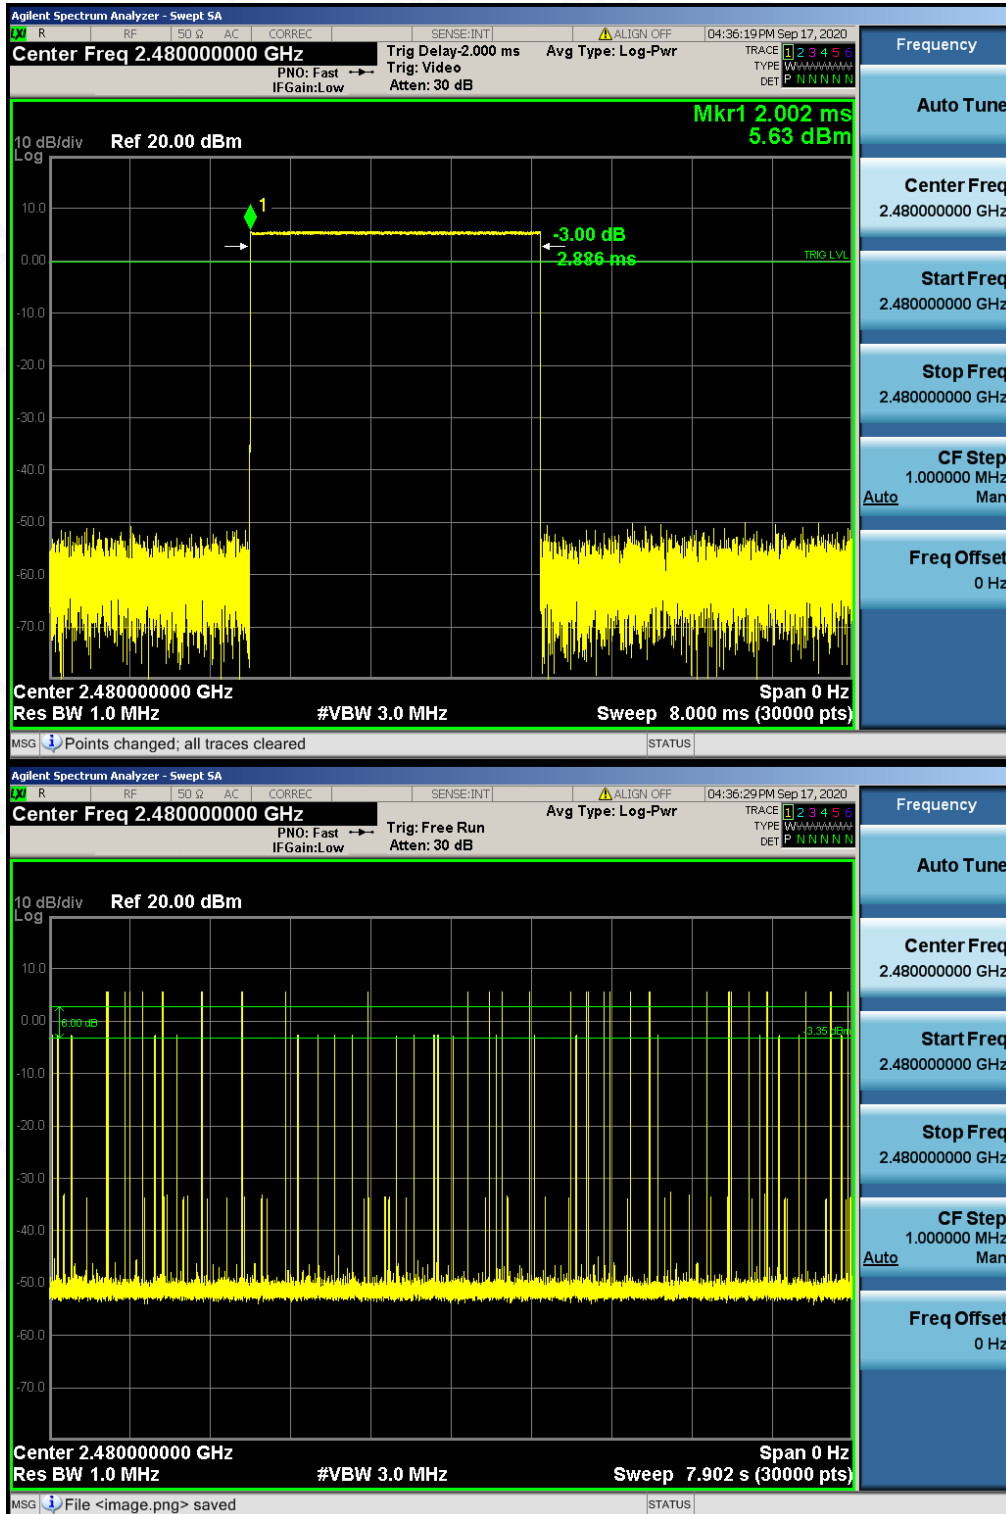 Agilent Spectrum Analyzer - Swept SA
LXI R RF 50 Ω AC CORREC SENSE:INT ALIGN OFF 04:36:19 PM Sep 17, 2020
Center Freq 2.480000000 GHz
PNO: Fast
IFGain:Low
Trig Delay-2.000 ms
Trig: Video
Atten: 30 dB
Avg Type: Log-Pwr
TRACE 1 2 3 4 5 6
TYPE WWWWWW
DET P N N N N N
Mkr1 2.002 ms
5.63 dBm
10 dB/div Ref 20.00 dBm
Log
10.0
1
-3.00 dB
2.886 ms
TRIG LVL
0.00
-10.0
-20.0
-30.0
-40.0
-50.0
-60.0
-70.0
Center 2.480000000 GHz Span 0 Hz
Res BW 1.0 MHz #VBW 3.0 MHz Sweep 8.000 ms (30000 pts)
MSG Points changed; all traces cleared STATUS
Frequency
Auto Tune
Center Freq
2.480000000 GHz
Start Freq
2.480000000 GHz
Stop Freq
2.480000000 GHz
CF Step
1.000000 MHz
Auto Man
Freq Offset
0 Hz
Agilent Spectrum Analyzer - Swept SA
LXI R RF 50 Ω AC CORREC SENSE:INT ALIGN OFF 04:36:29 PM Sep 17, 2020
Center Freq 2.480000000 GHz
PNO: Fast
IFGain:Low
Trig: Free Run
Atten: 30 dB
Avg Type: Log-Pwr
TRACE 1 2 3 4 5 6
TYPE WWWWWW
DET P N N N N N
10 dB/div Ref 20.00 dBm
Log
10.0
0.00
6.00 dB
-3.35 dBm
-10.0
-20.0
-30.0
-40.0
-50.0
-60.0
-70.0
Center 2.480000000 GHz Span 0 Hz
Res BW 1.0 MHz #VBW 3.0 MHz Sweep 7.902 s (30000 pts)
MSG File <image.png> saved STATUS
Frequency
Auto Tune
Center Freq
2.480000000 GHz
Start Freq
2.480000000 GHz
Stop Freq
2.480000000 GHz
CF Step
1.000000 MHz
Auto Man
Freq Offset
0 Hz